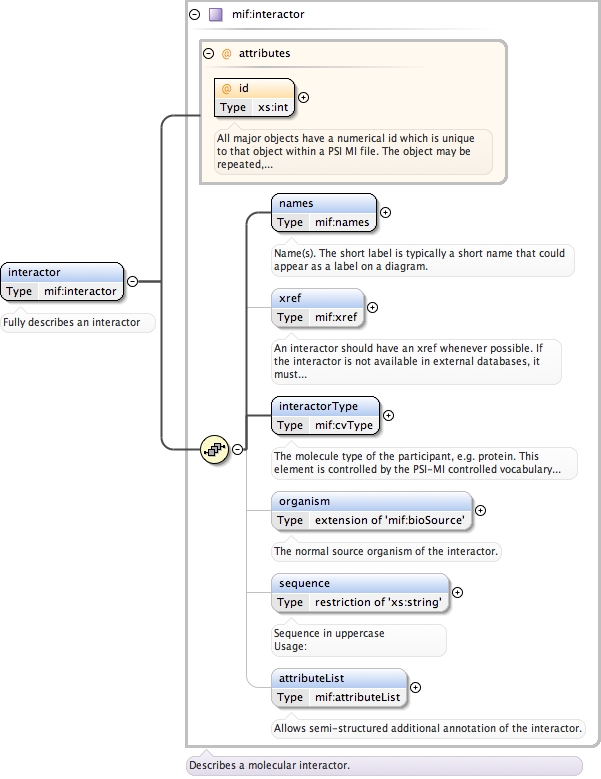 mif:interactor
@ attributes
@ id
Type xs:int
All major objects have a numerical id which is unique
to that object within a PSI MI file. The object may be
repeated,...
names
Type mif:names
Name(s). The short label is typically a short name that could
appear as a label on a diagram.
interactor
Type mif:interactor
Fully describes an interactor
xref
Type mif:xref
An interactor should have an xref whenever possible. If
the interactor is not available in external databases, it
must...
interactorType
Type mif:cvType
The molecule type of the participant, e.g. protein. This
element is controlled by the PSI-MI controlled vocabulary...
organism
Type extension of 'mif:bioSource'
The normal source organism of the interactor.
sequence
Type restriction of 'xs:string'
Sequence in uppercase
Usage:
attributeList
Type mif:attributeList
Allows semi-structured additional annotation of the interactor.
Describes a molecular interactor.